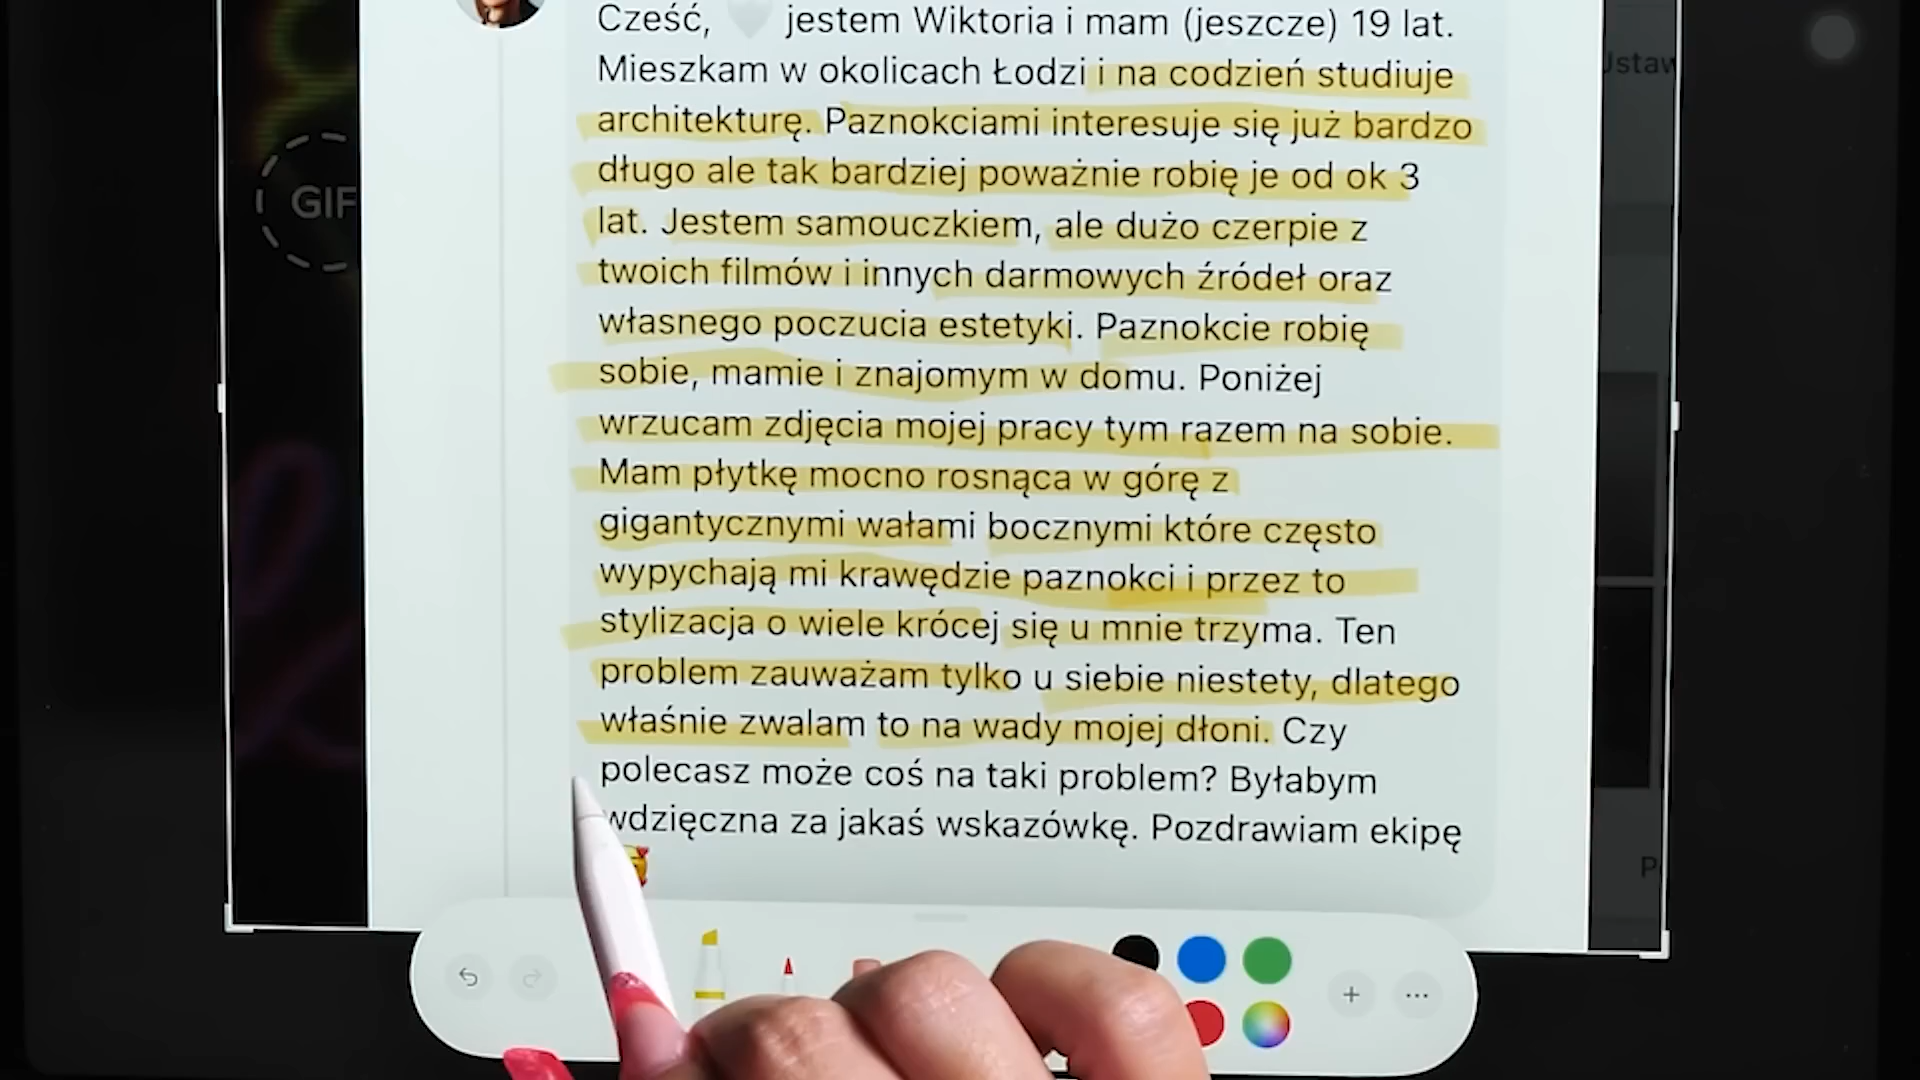 Cześć, jestem Wiktoria i mam (jeszcze) 19 lat.
Mieszkam w okolicach Łodzi i na codzień studiuje
architekturę. Paznokciami interesuje się już bardzo
długo ale tak bardziej poważnie robię je od ok 3
lat. Jestem samouczkiem, ale dużo czerpie z
twoich filmów i innych darmowych źródeł oraz
własnego poczucia estetyki. Paznokcie robię
sobie, mamie i znajomym w domu. Poniżej
wrzucam zdjęcia mojej pracy tym razem na sobie.
Mam płytkę mocno rosnąca w górę z
gigantycznymi wałami bocznymi które często
wypychają mi krawędzie paznokci i przez to
stylizacja o wiele krócej się u mnie trzyma. Ten
problem zauważam tylko u siebie niestety, dlatego
właśnie zwalam to na wady mojej dłoni. Czy
polecasz może coś na taki problem? Byłabym
wdzięczna za jakaś wskazówkę. Pozdrawiam ekipę
GIF